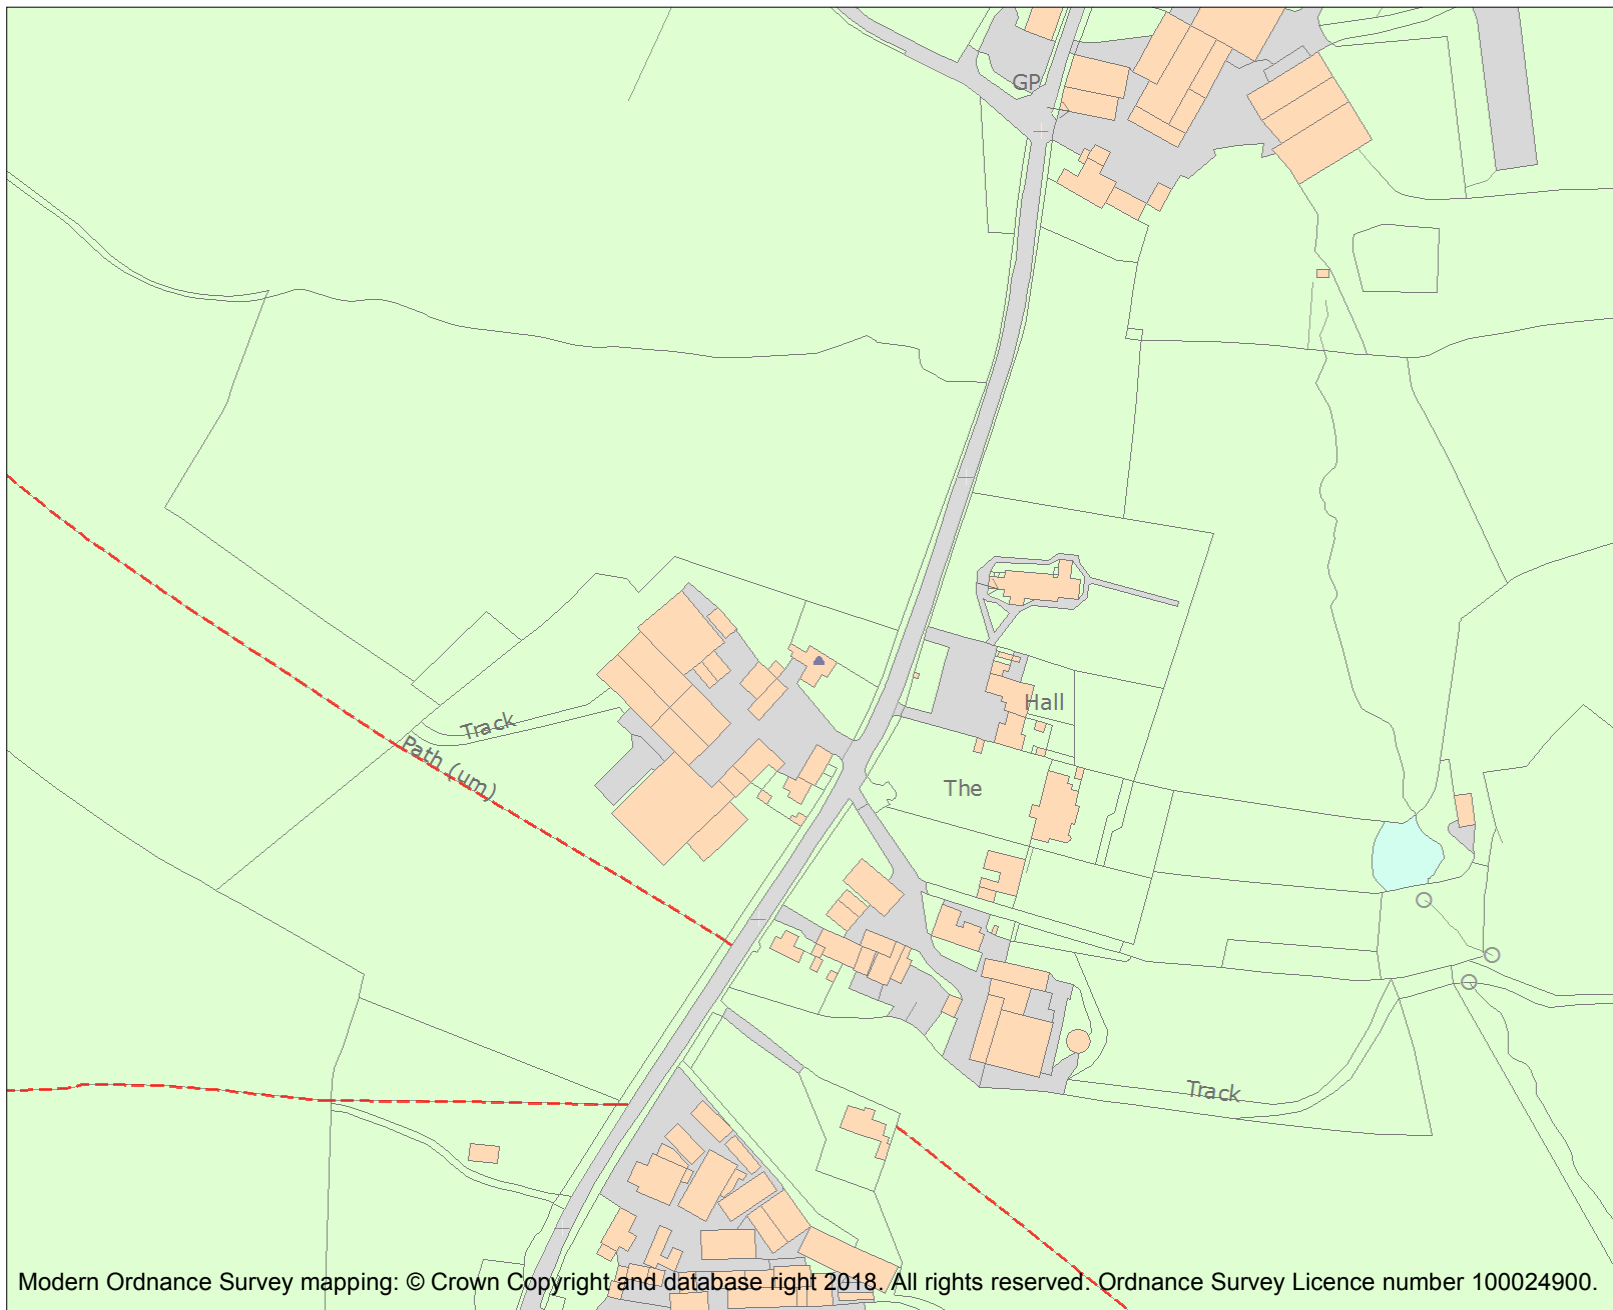 GP
Track
Path (um)
Hall
The
Track
Modern Ordnance Survey mapping: © Crown Copyright and database right 2018. All rights reserved. Ordnance Survey Licence number 100024900.